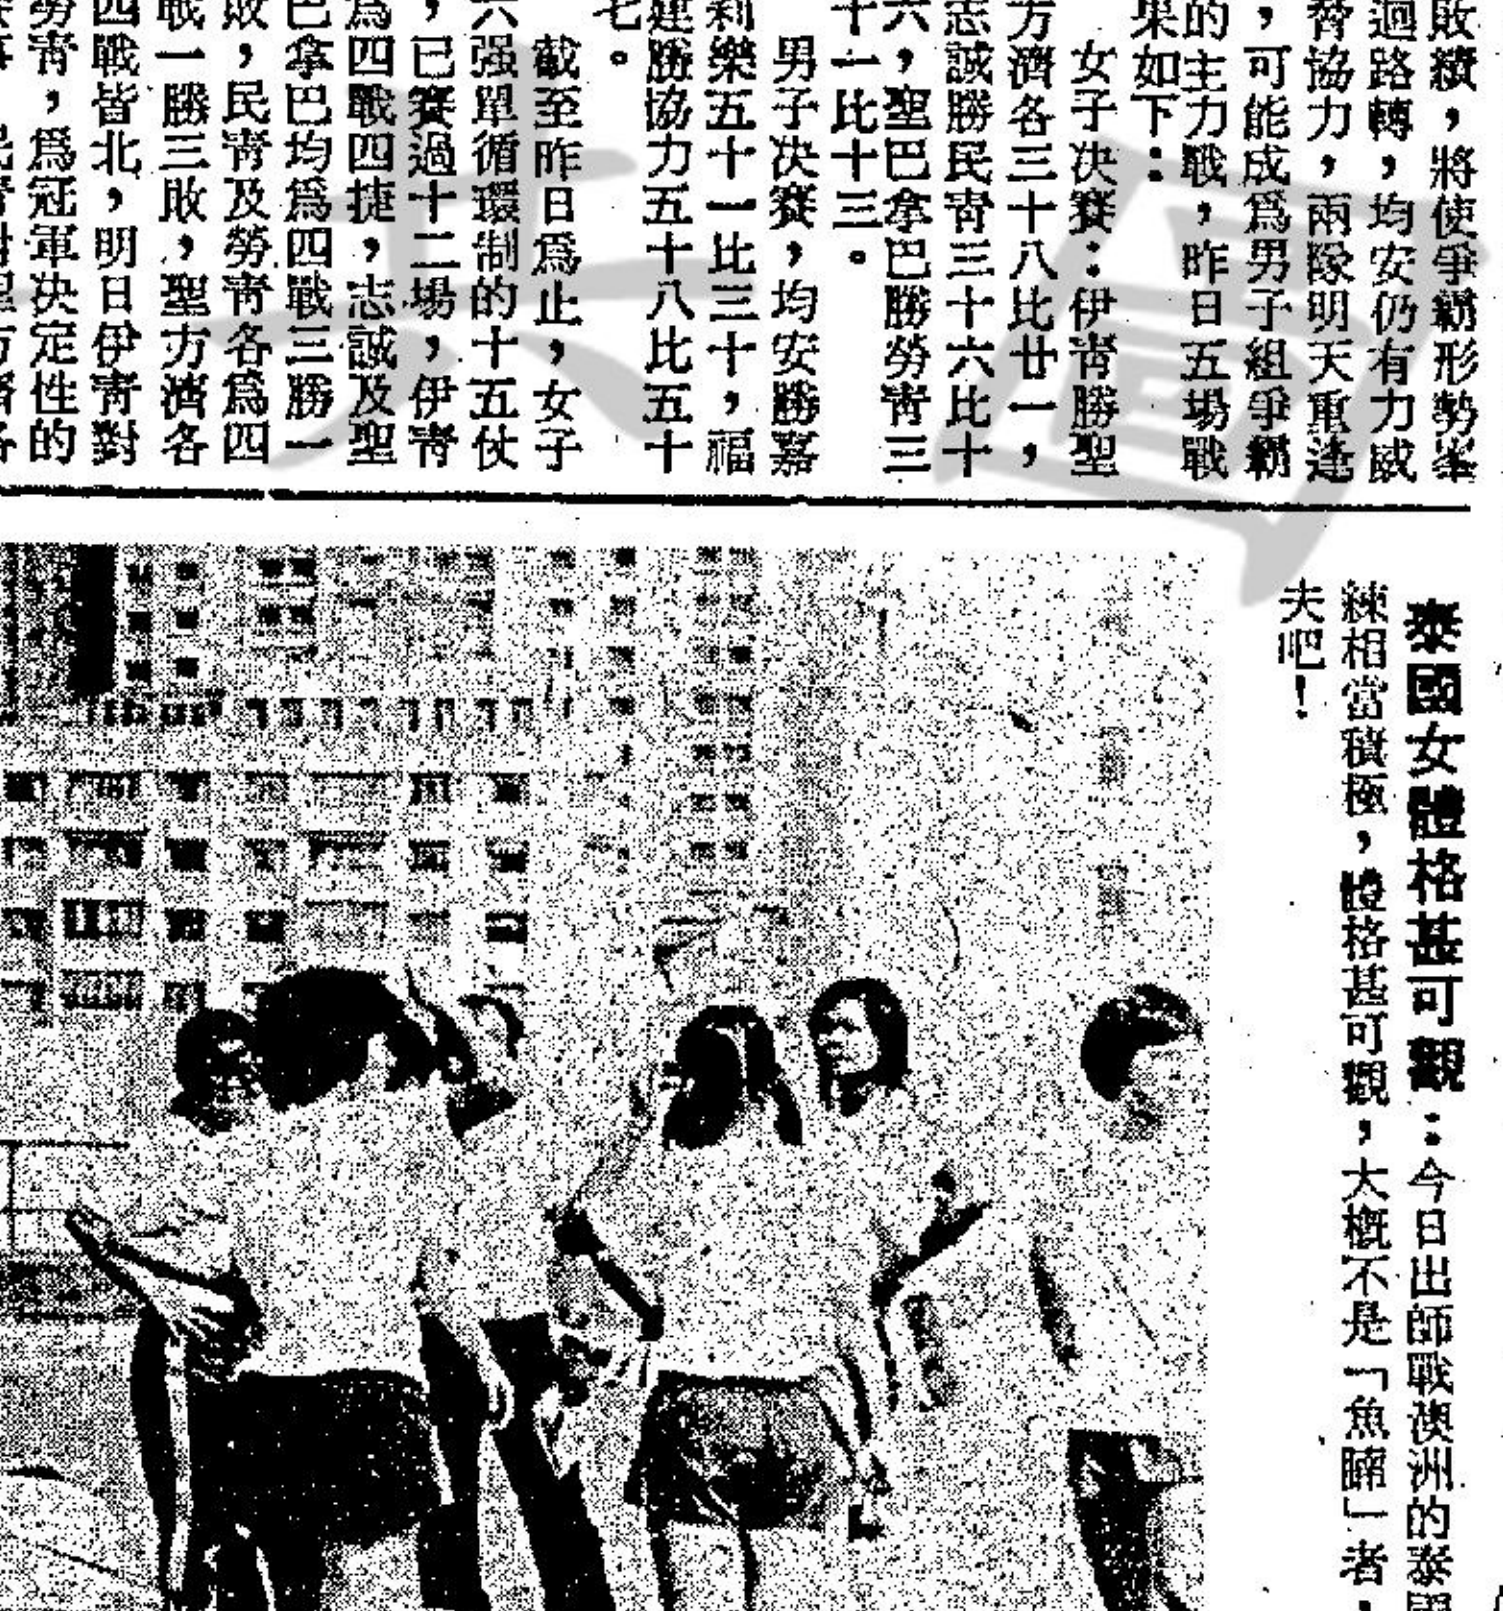 敗績，將使爭霸形勢峯
迴路轉，均安仍有力威
脅協力，兩隊明天重逢
，可能成爲男子組爭霸
的主力戰，昨日五場戰
果如下：
女子决賽：伊青勝聖
方濟各三十八比廿一，
志誠勝民青三十六比十
六，聖巴拿巴勝勞青三
十一比十三。
男子决賽，均安勝嘉
利樂五十一比三十，福
建勝協力五十八比五十
七。
截至昨日爲止，女子
六强單循環制的十五仗
，已賽過十二場，伊青
爲四戰四捷，志誠及聖
巴拿巴均爲四戰三勝一
敗，民青及勞青各爲四
戰一勝三敗，聖方濟各
四戰皆北，明日伊青對
勞青，爲冠軍决定性的
泰國女體格甚可觀：今日出師戰澳洲的泰國
練相當積極，體格甚可觀，大槪不是「魚腩」者，
夫吧！